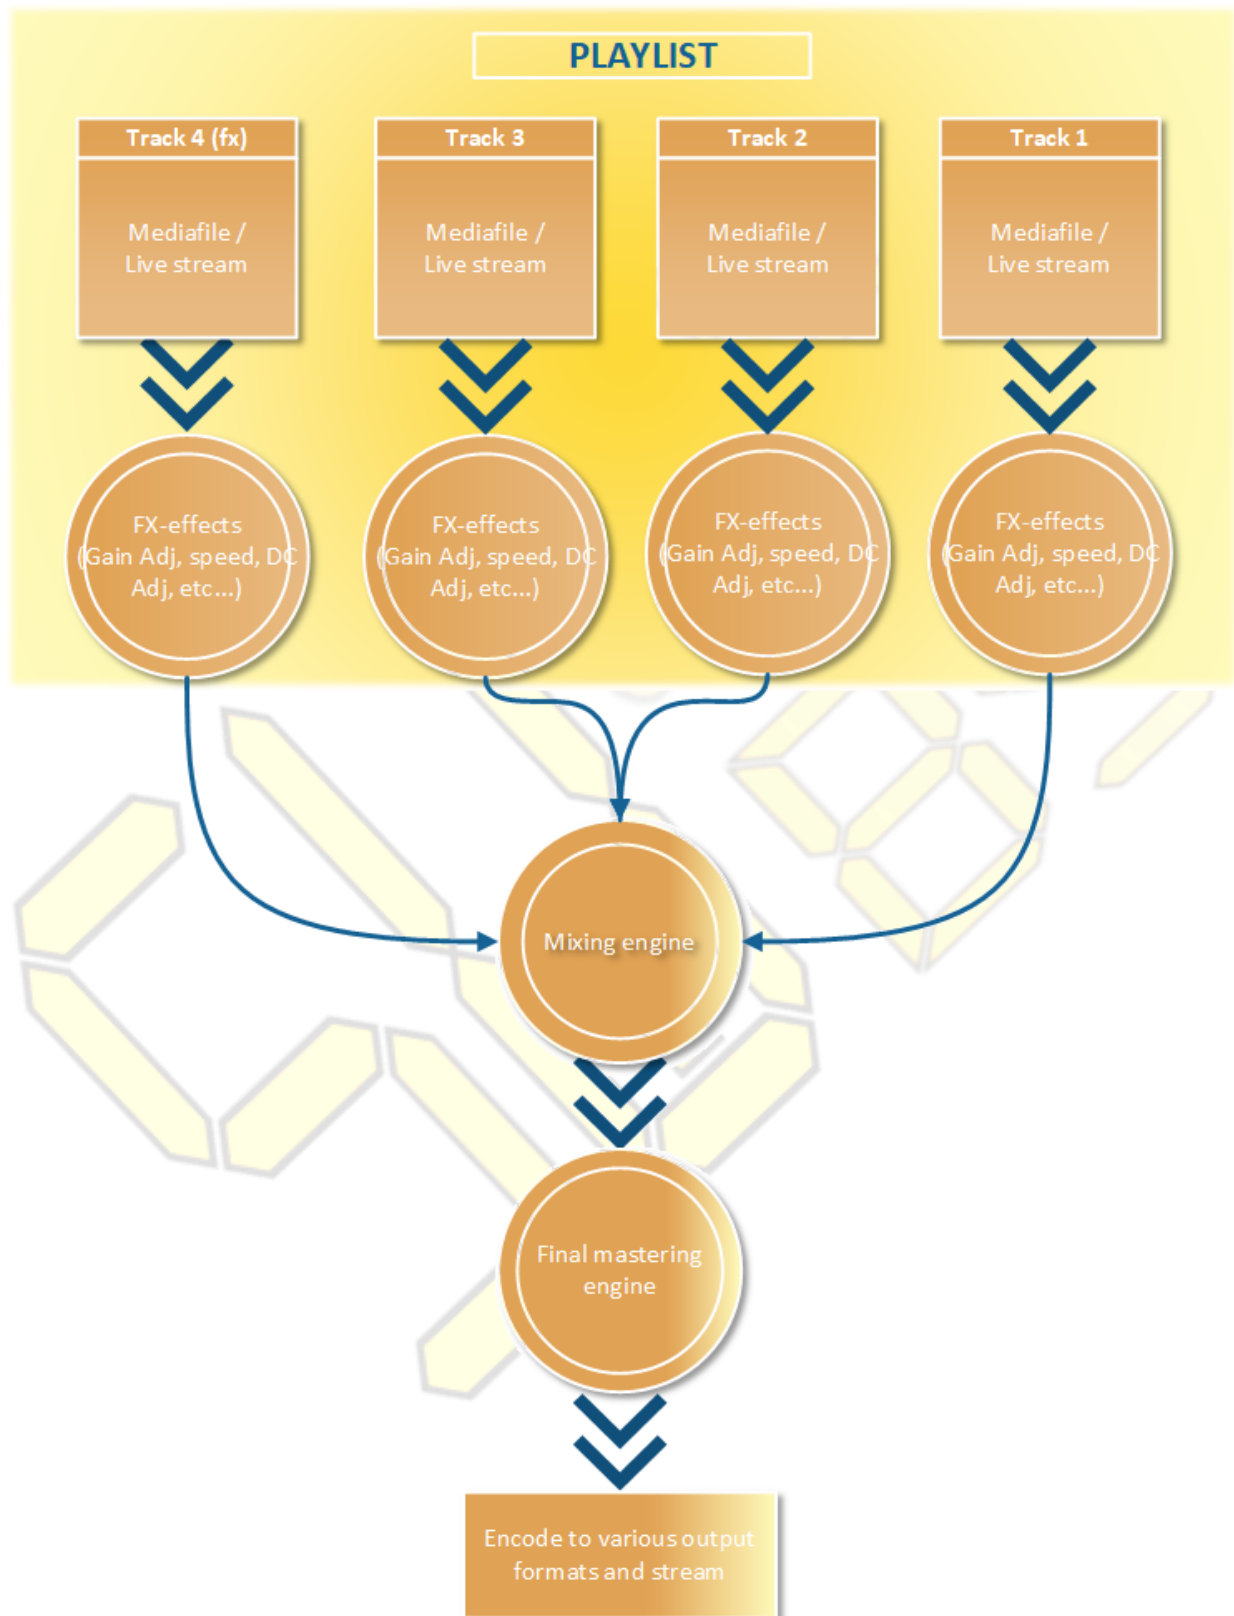 PLAYLIST
Track 4 (fx)
Mediafile /
Live stream
Track 3
Mediafile /
Live stream
Track 2
Mediafile /
Live stream
Track 1
Mediafile /
Live stream
FX-effects
(Gain Adj, speed, DC
Adj, etc...)
FX-effects
(Gain Adj, speed, DC
Adj, etc...)
FX-effects
(Gain Adj, speed, DC
Adj, etc...)
FX-effects
(Gain Adj, speed, DC
Adj, etc...)
Mixing engine
Final mastering
engine
Encode to various output
formats and stream